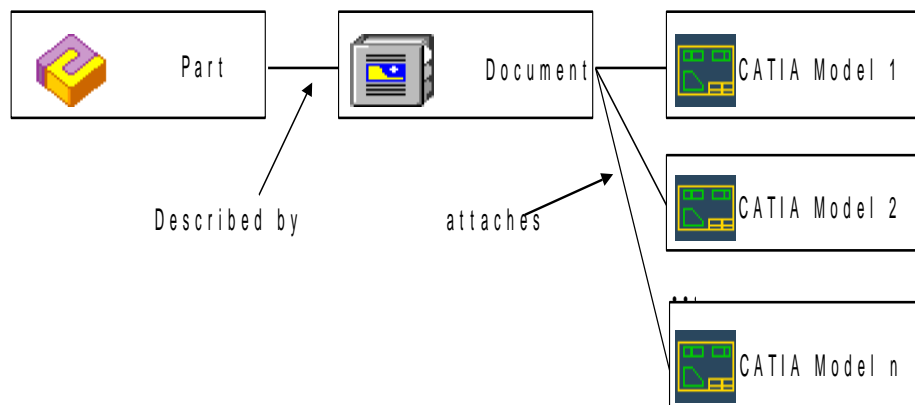 Part
Document
CATIA Model 1
Described by
attaches
CATIA Model 2
...
CATIA Model n